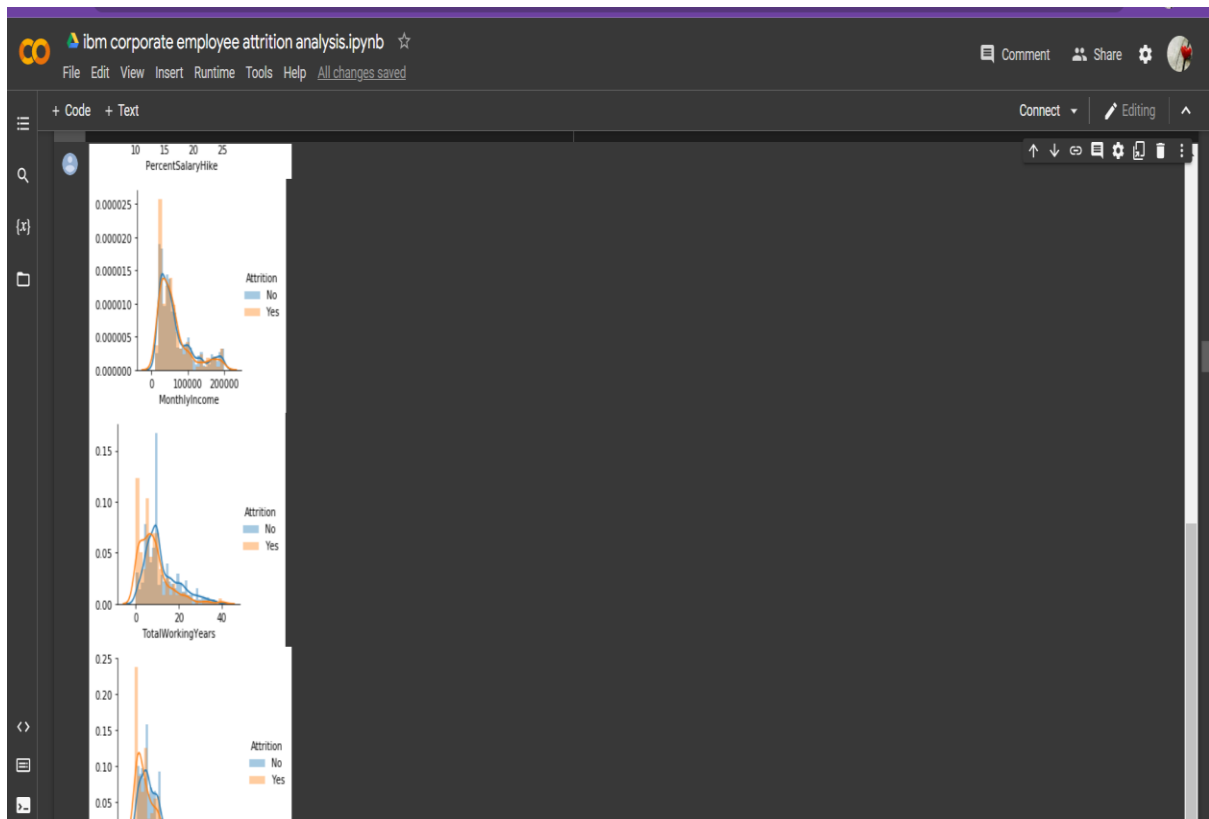 ibm corporate employee attrition analysis.ipynb
File Edit View Insert Runtime Tools Help All changes saved
Comment Share
+ Code + Text
Connect Editing
10 15 20 25
PercentSalaryHike
{x}
0.000025
0.000020
0.000015
0.000010
0.000005
0.000000
Attrition
No
Yes
0 100000 200000
MonthlyIncome
0.15
0.10
0.05
0.00
Attrition
No
Yes
0 20 40
TotalWorkingYears
0.25
0.20
0.15
0.10
0.05
Attrition
No
Yes